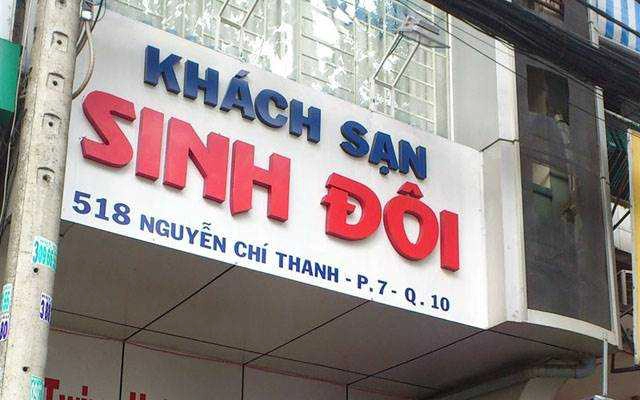 KHÁCH SẠN
SINH ĐÔI
518 NGUYỄN CHÍ THANH - P.7 - Q. 10